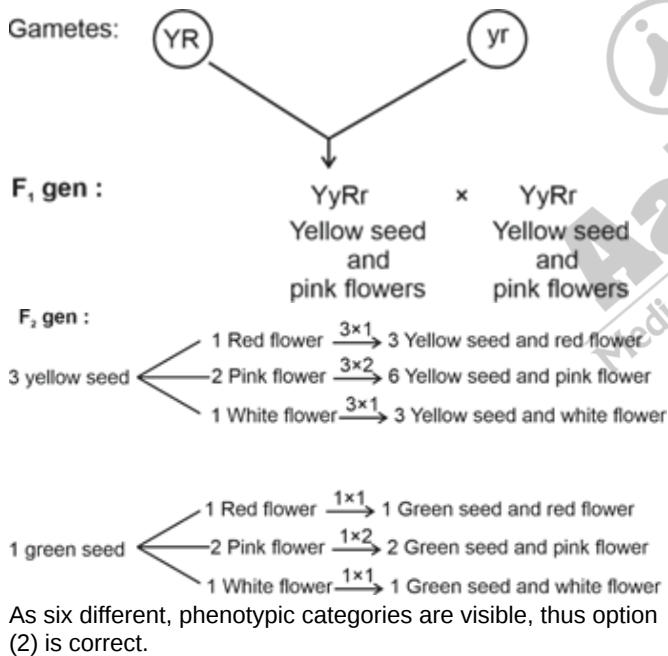 Gametes: YR yr
F₁ gen : YyRr × YyRr
Yellow seed Yellow seed
and and
pink flowers pink flowers
F₂ gen :
1 Red flower 3×1 3 Yellow seed and red flower
3 yellow seed 2 Pink flower 3×2 6 Yellow seed and pink flower
1 White flower 3×1 3 Yellow seed and white flower
1 Red flower 1×1 1 Green seed and red flower
1 green seed 2 Pink flower 1×2 2 Green seed and pink flower
1 White flower 1×1 1 Green seed and white flower
As six different, phenotypic categories are visible, thus option
(2) is correct.